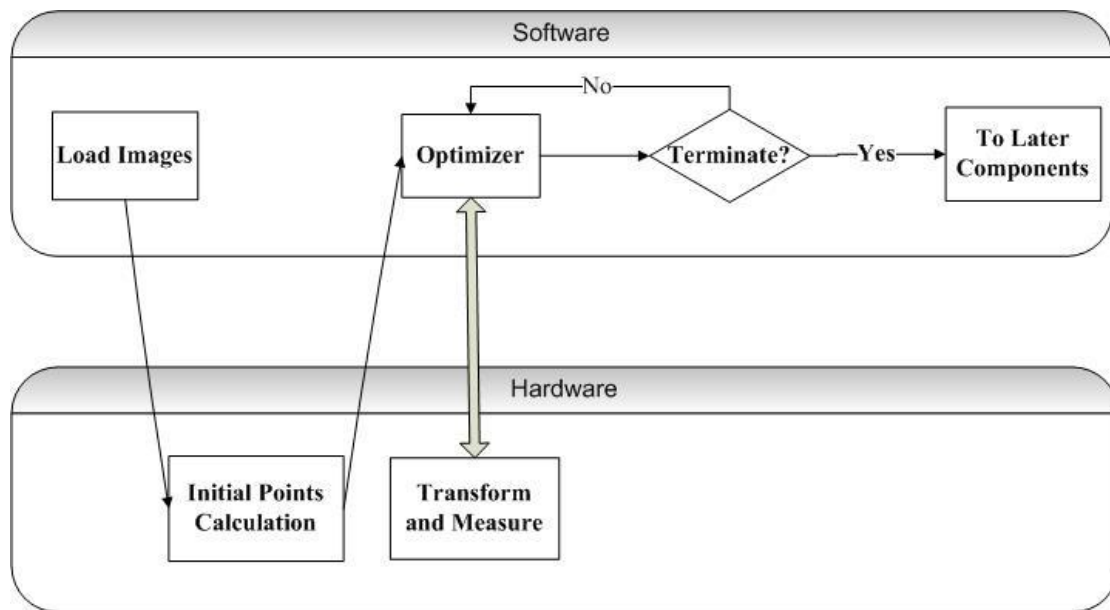 Software
No
Load Images
Optimizer
Terminate?
Yes
To Later
Components
Hardware
Initial Points
Calculation
Transform
and Measure